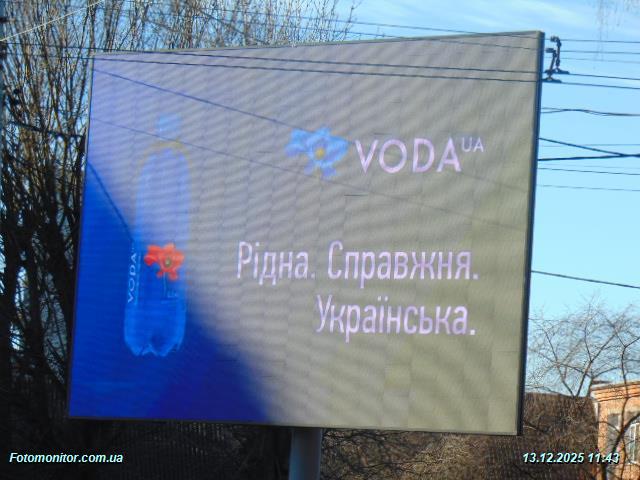 VODA UA
VODA
Рідна. Справжня.
Українська.
Fotomonitor.com.ua
13.12.2025 11:43